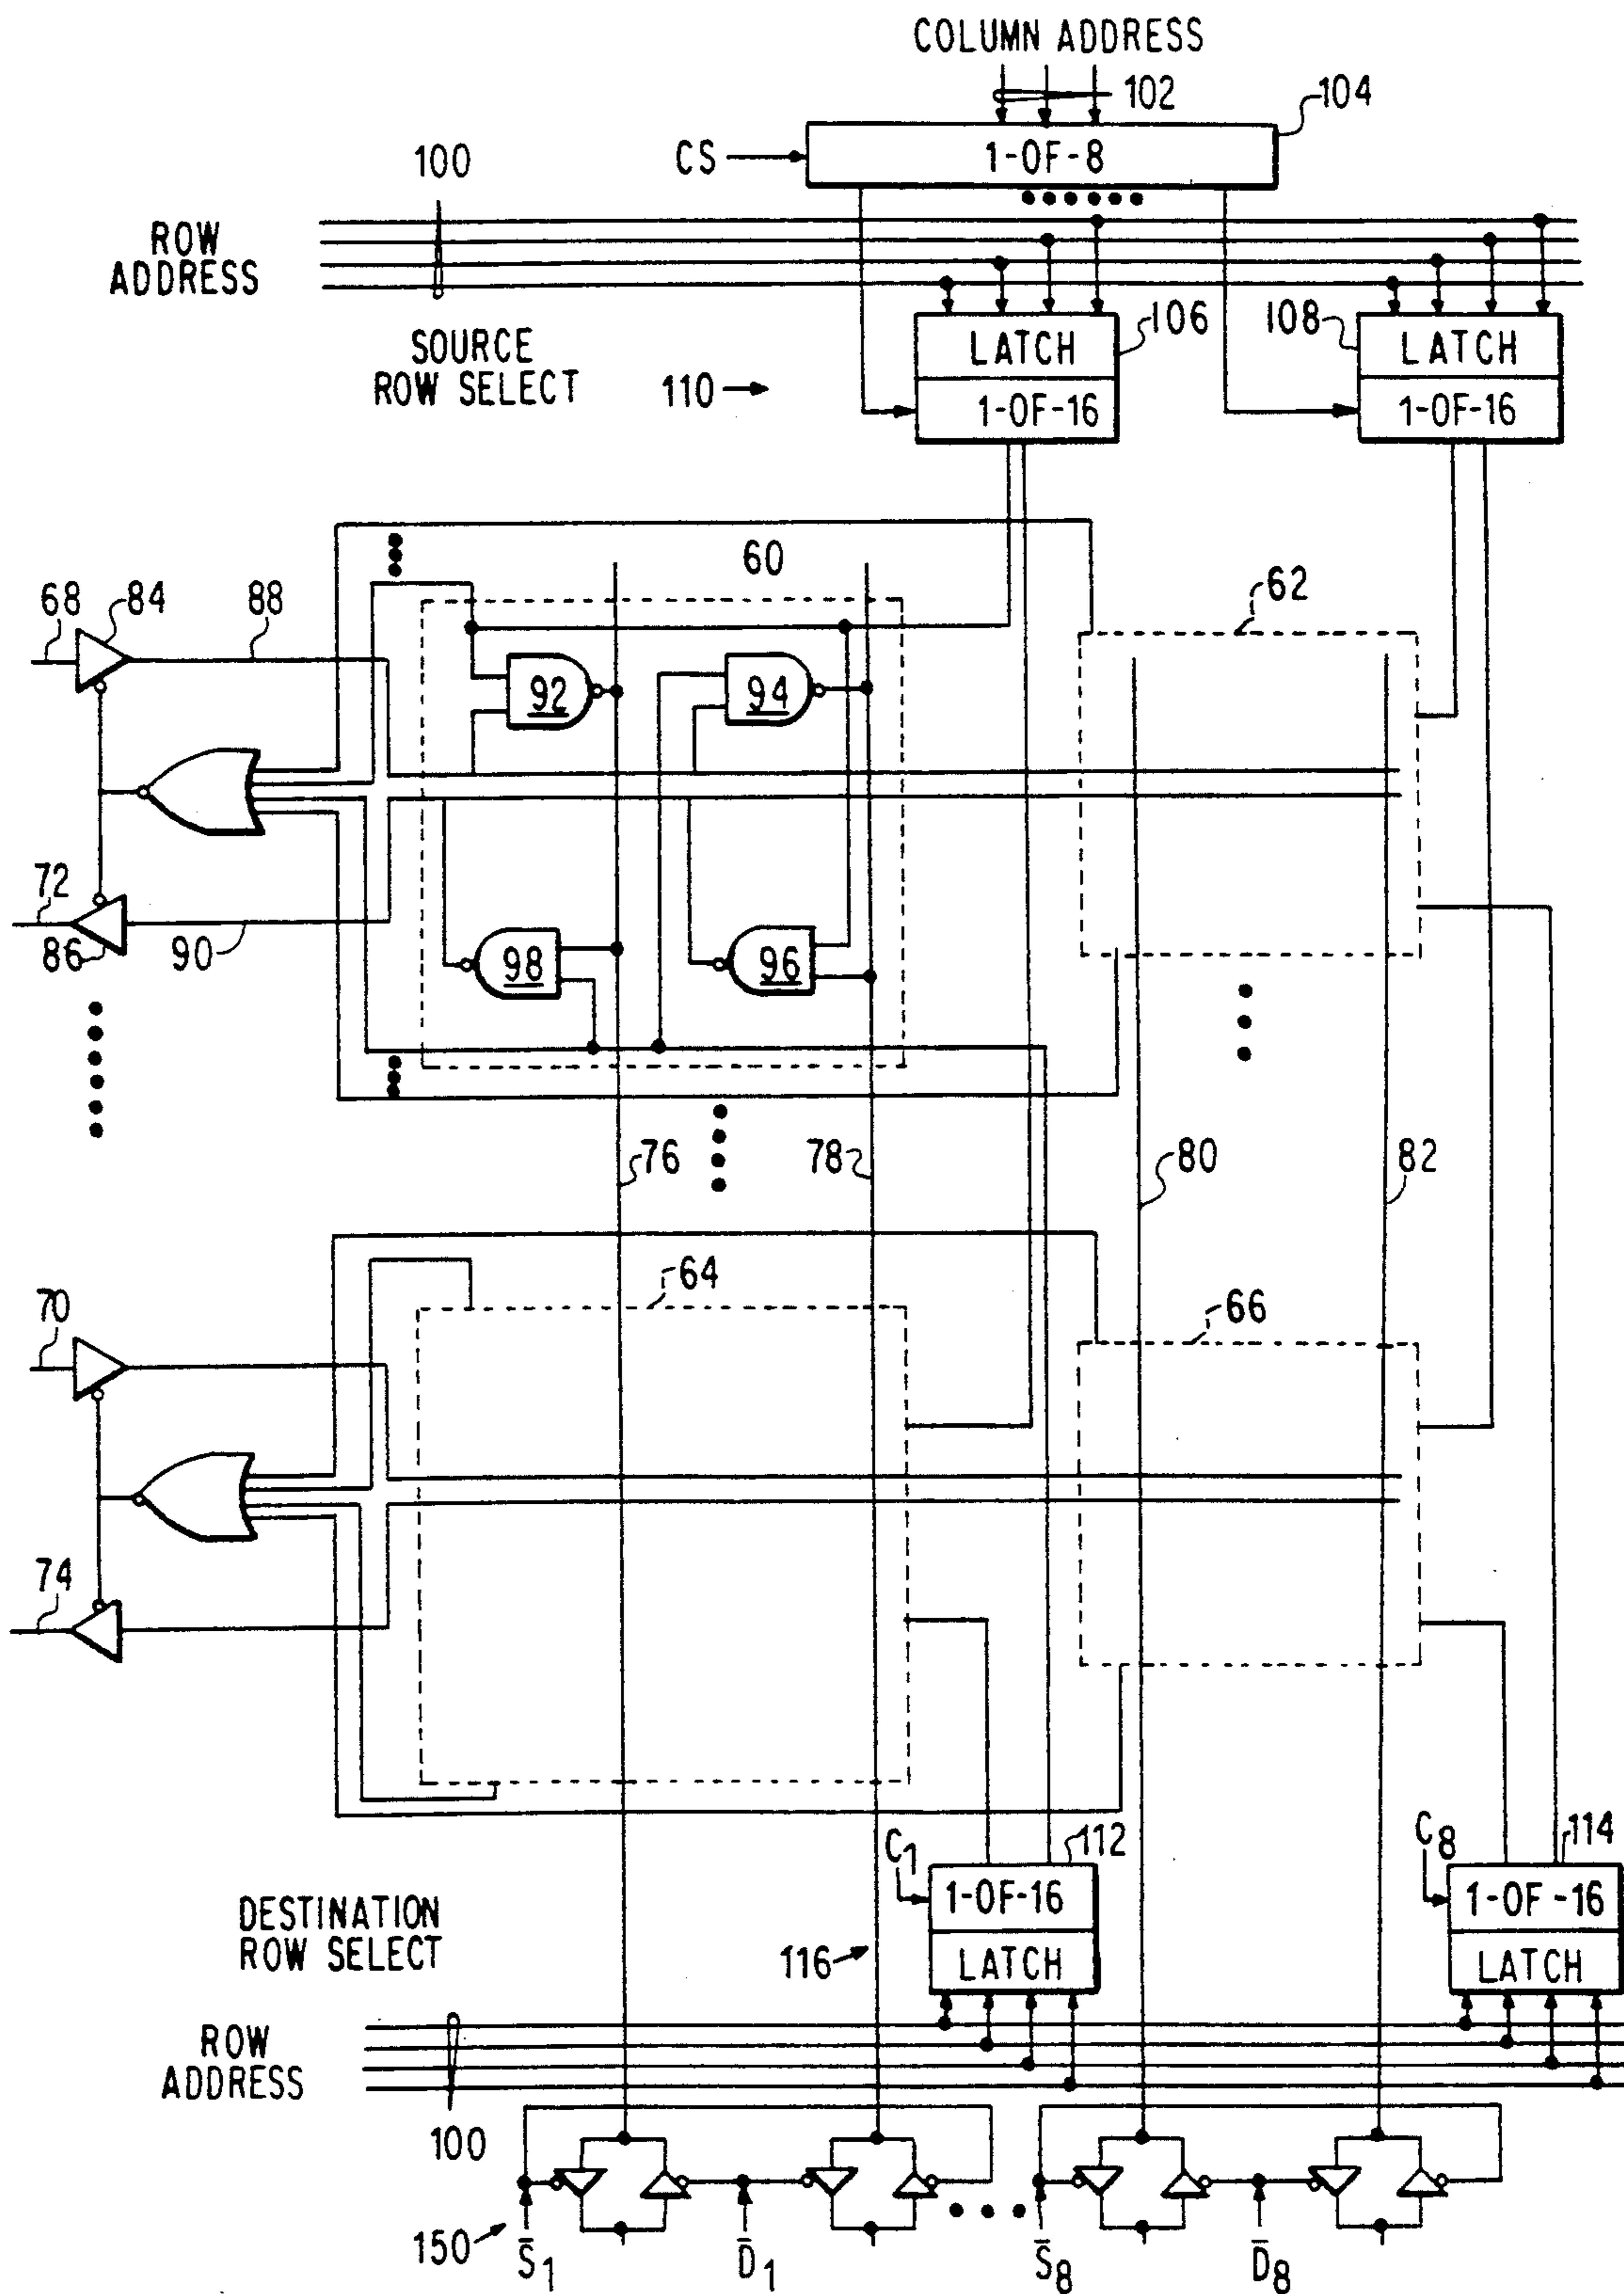 COLUMN ADDRESS
102
104
CS
1-OF-8
100
ROW
ADDRESS
SOURCE
ROW SELECT
110
LATCH
1-OF-16
106
108
LATCH
1-OF-16
60
62
68
84
88
92
94
72
86
90
98
96
76
78
80
82
64
66
70
74
C1
112
C8
114
1-OF-16
LATCH
1-OF-16
LATCH
DESTINATION
ROW SELECT
116
ROW
ADDRESS
100
150
S̄1
D̄1
S̄8
D̄8